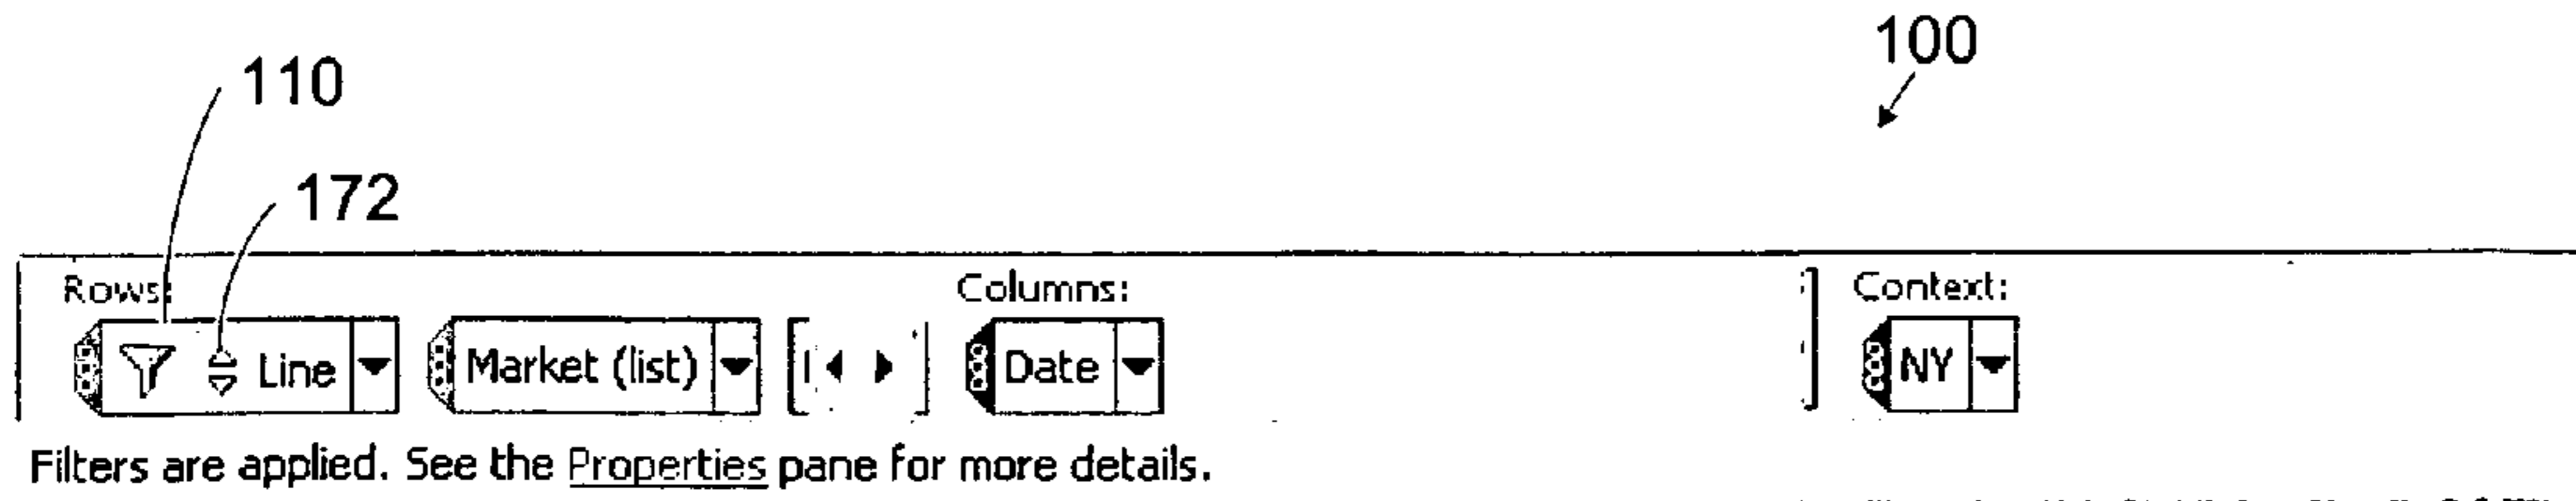 100
110
172
Rows: Columns: Context:
Line Market (list) Date NY
Filters are applied. See the Properties pane for more details.